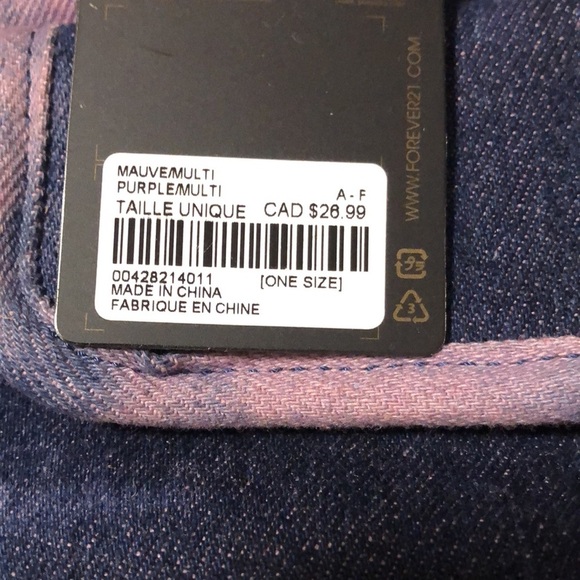 MAUVE/MULTI
PURPLE/MULTI A - F
TAILLE UNIQUE CAD $26.99
00428214011 [ONE SIZE]
MADE IN CHINA
FABRIQUE EN CHINE
WWW.FOREVER21.COM
3